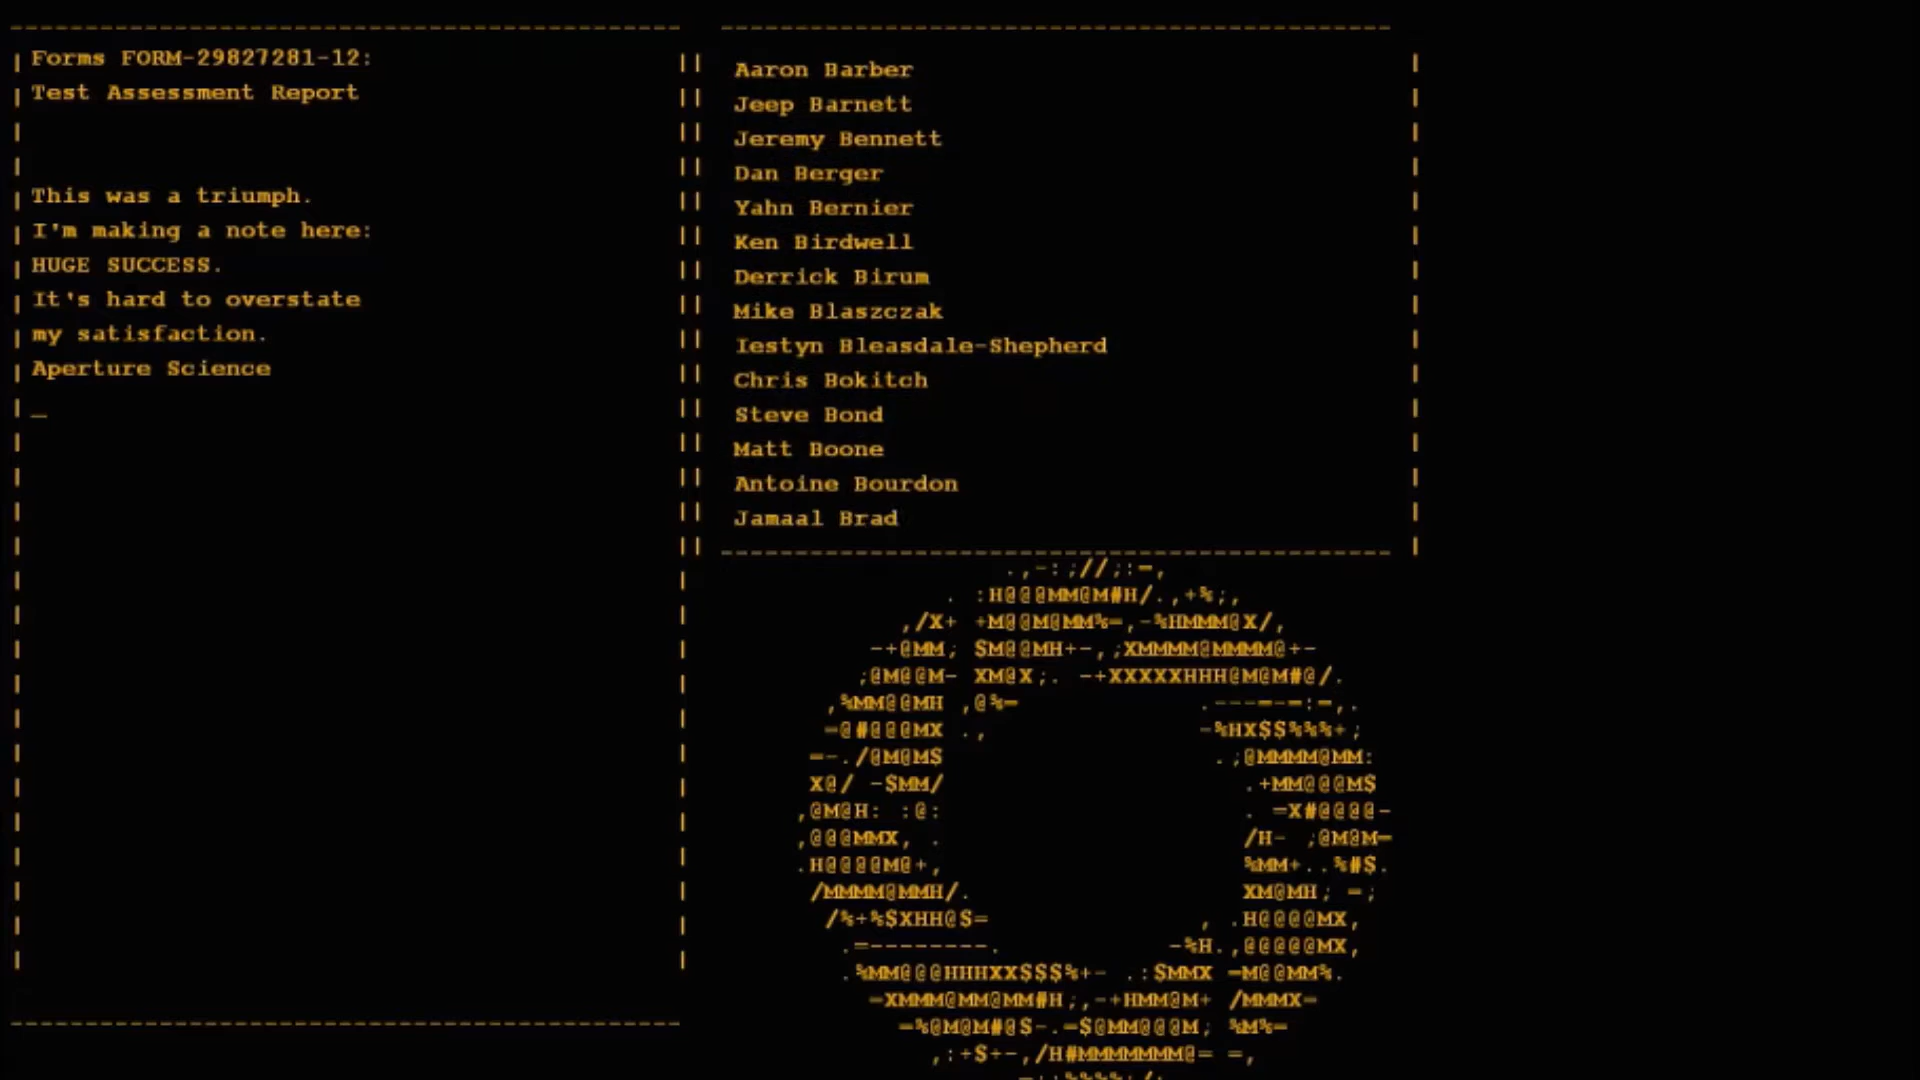 Forms FORM-29827281-12:
Test Assessment Report
This was a triumph.
I'm making a note here:
HUGE SUCCESS.
It's hard to overstate
my satisfaction.
Aperture Science
_
Aaron Barber
Jeep Barnett
Jeremy Bennett
Dan Berger
Yahn Bernier
Ken Birdwell
Derrick Birum
Mike Blaszczak
Iestyn Bleasdale-Shepherd
Chris Bokitch
Steve Bond
Matt Boone
Antoine Bourdon
Jamaal Brad